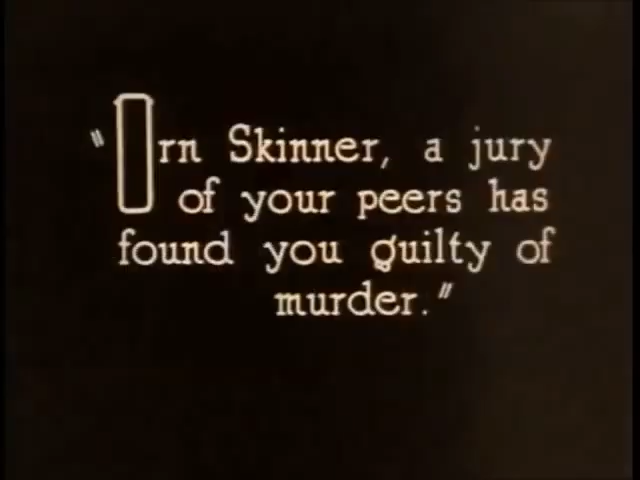 "Orn Skinner, a jury
of your peers has
found you guilty of
murder."